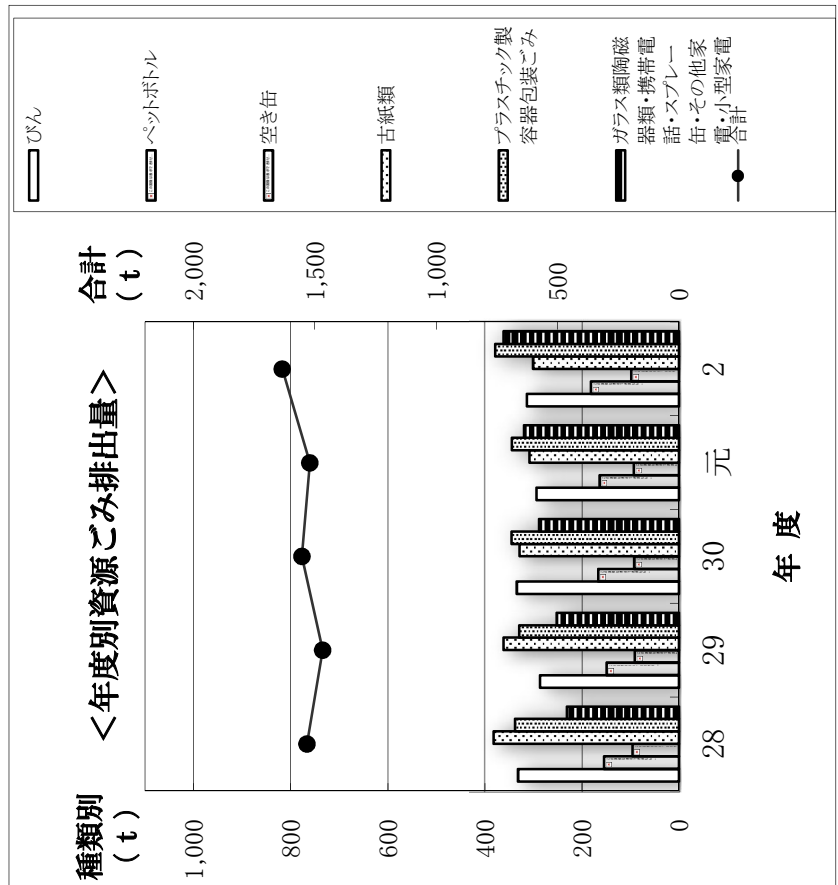 ＜年度別資源ごみ排出量＞
種類別
(ｔ)
合計
(ｔ)
1,000
800
600
400
200
0
2,000
1,500
1,000
500
0
28
29
30
元
2
年 度
びん
ペットボトル
空き缶
古紙類
プラスチック製
容器包装ごみ
ガラス類陶磁
器類・携帯電
話・スプレー
缶・その他家
電・小型家電
合計